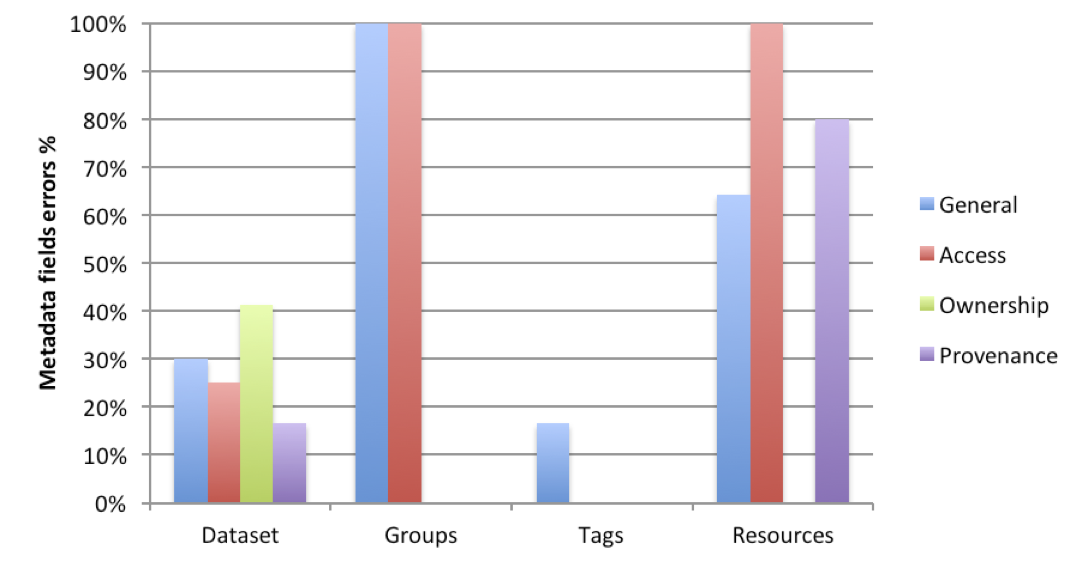 Metadata fields errors %
100%
90%
80%
70%
60%
50%
40%
30%
20%
10%
0%
Dataset
Groups
Tags
Resources
General
Access
Ownership
Provenance